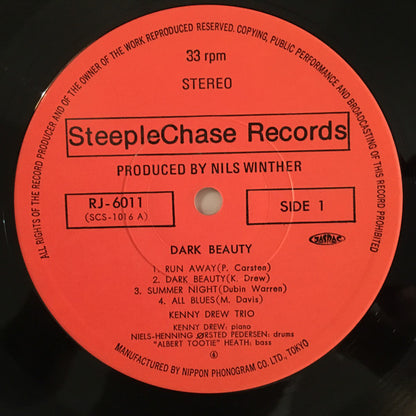 ALL RIGHTS OF THE RECORD PRODUCER AND OF THE OWNER OF THE WORK REPRODUCED RESERVED. COPYING, PUBLIC PERFORMANCE AND BROADCASTING OF THIS RECORD PROHIBITED
33 rpm
STEREO
SteepleChase Records
PRODUCED BY NILS WINTHER
RJ-6011
(SCS-1016 A)
SIDE 1
JASRAC
DARK BEAUTY
1. RUN AWAY(P. Carsten)
2. DARK BEAUTY(K. Drew)
3. SUMMER NIGHT(Dubin Warren)
4. ALL BLUES(M. Davis)
KENNY DREW TRIO
KENNY DREW: piano
NIELS-HENNING ØRSTED PEDERSEN: drums
"ALBERT TOOTIE" HEATH: bass
6
MANUFACTURED BY NIPPON PHONOGRAM CO. LTD., TOKYO